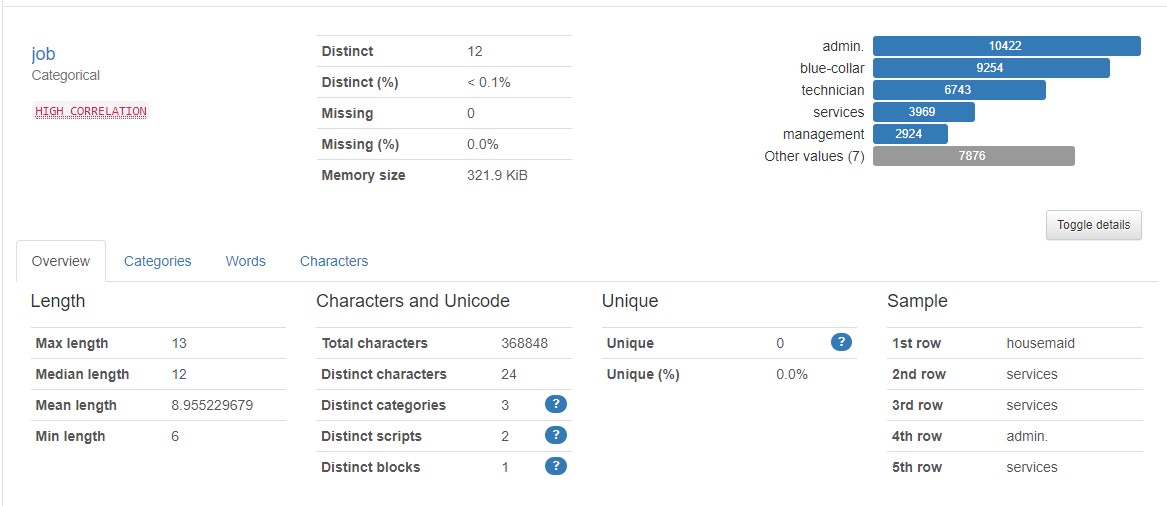 job
Categorical
HIGH CORRELATION
Distinct 12
Distinct (%) < 0.1%
Missing 0
Missing (%) 0.0%
Memory size 321.9 KiB
admin. 10422
blue-collar 9254
technician 6743
services 3969
management 2924
Other values (7) 7876
Toggle details
Overview Categories Words Characters
Length
Max length 13
Median length 12
Mean length 8.955229679
Min length 6
Characters and Unicode
Total characters 368848
Distinct characters 24
Distinct categories 3 ?
Distinct scripts 2 ?
Distinct blocks 1 ?
Unique
Unique 0 ?
Unique (%) 0.0%
Sample
1st row housemaid
2nd row services
3rd row services
4th row admin.
5th row services